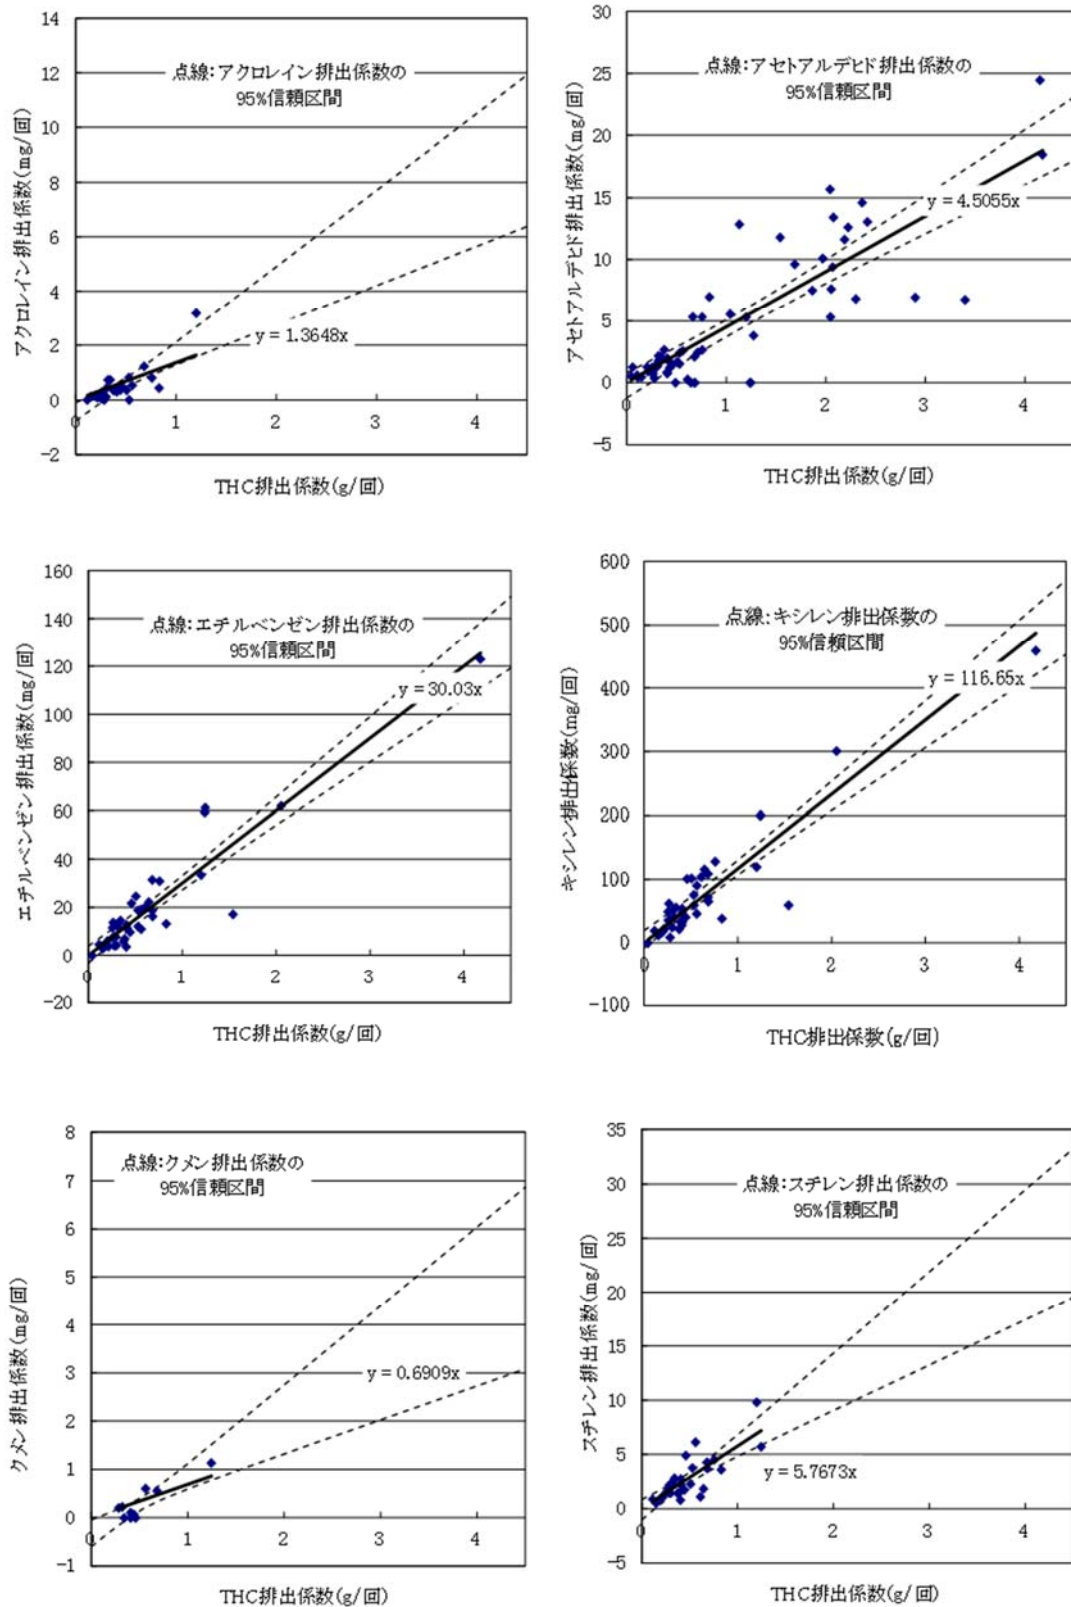 14
12
10
8
6
4
2
0
-2
アクロレイン排出係数(mg/回)
点線:アクロレイン排出係数の
95%信頼区間
y = 1.3648x
0 1 2 3 4
THC排出係数(g/回)
30
25
20
15
10
5
0
-5
アセトアルデヒド排出係数(mg/回)
点線:アセトアルデヒド排出係数の
95%信頼区間
y = 4.5055x
0 1 2 3 4
THC排出係数(g/回)
160
140
120
100
80
60
40
20
0
-20
エチルベンゼン排出係数(mg/回)
点線:エチルベンゼン排出係数の
95%信頼区間
y = 30.03x
0 1 2 3 4
THC排出係数(g/回)
600
500
400
300
200
100
0
-100
キシレン排出係数(mg/回)
点線:キシレン排出係数の
95%信頼区間
y = 116.65x
0 1 2 3 4
THC排出係数(g/回)
8
7
6
5
4
3
2
1
0
-1
クメン排出係数(mg/回)
点線:クメン排出係数の
95%信頼区間
y = 0.6909x
0 1 2 3 4
THC排出係数(g/回)
35
30
25
20
15
10
5
0
-5
スチレン排出係数(mg/回)
点線:スチレン排出係数の
95%信頼区間
y = 5.7673x
0 1 2 3 4
THC排出係数(g/回)